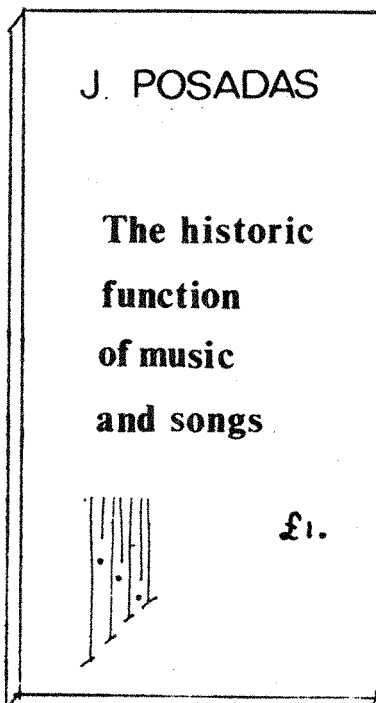 J. POSADAS
The historic
function
of music
and songs
£1.